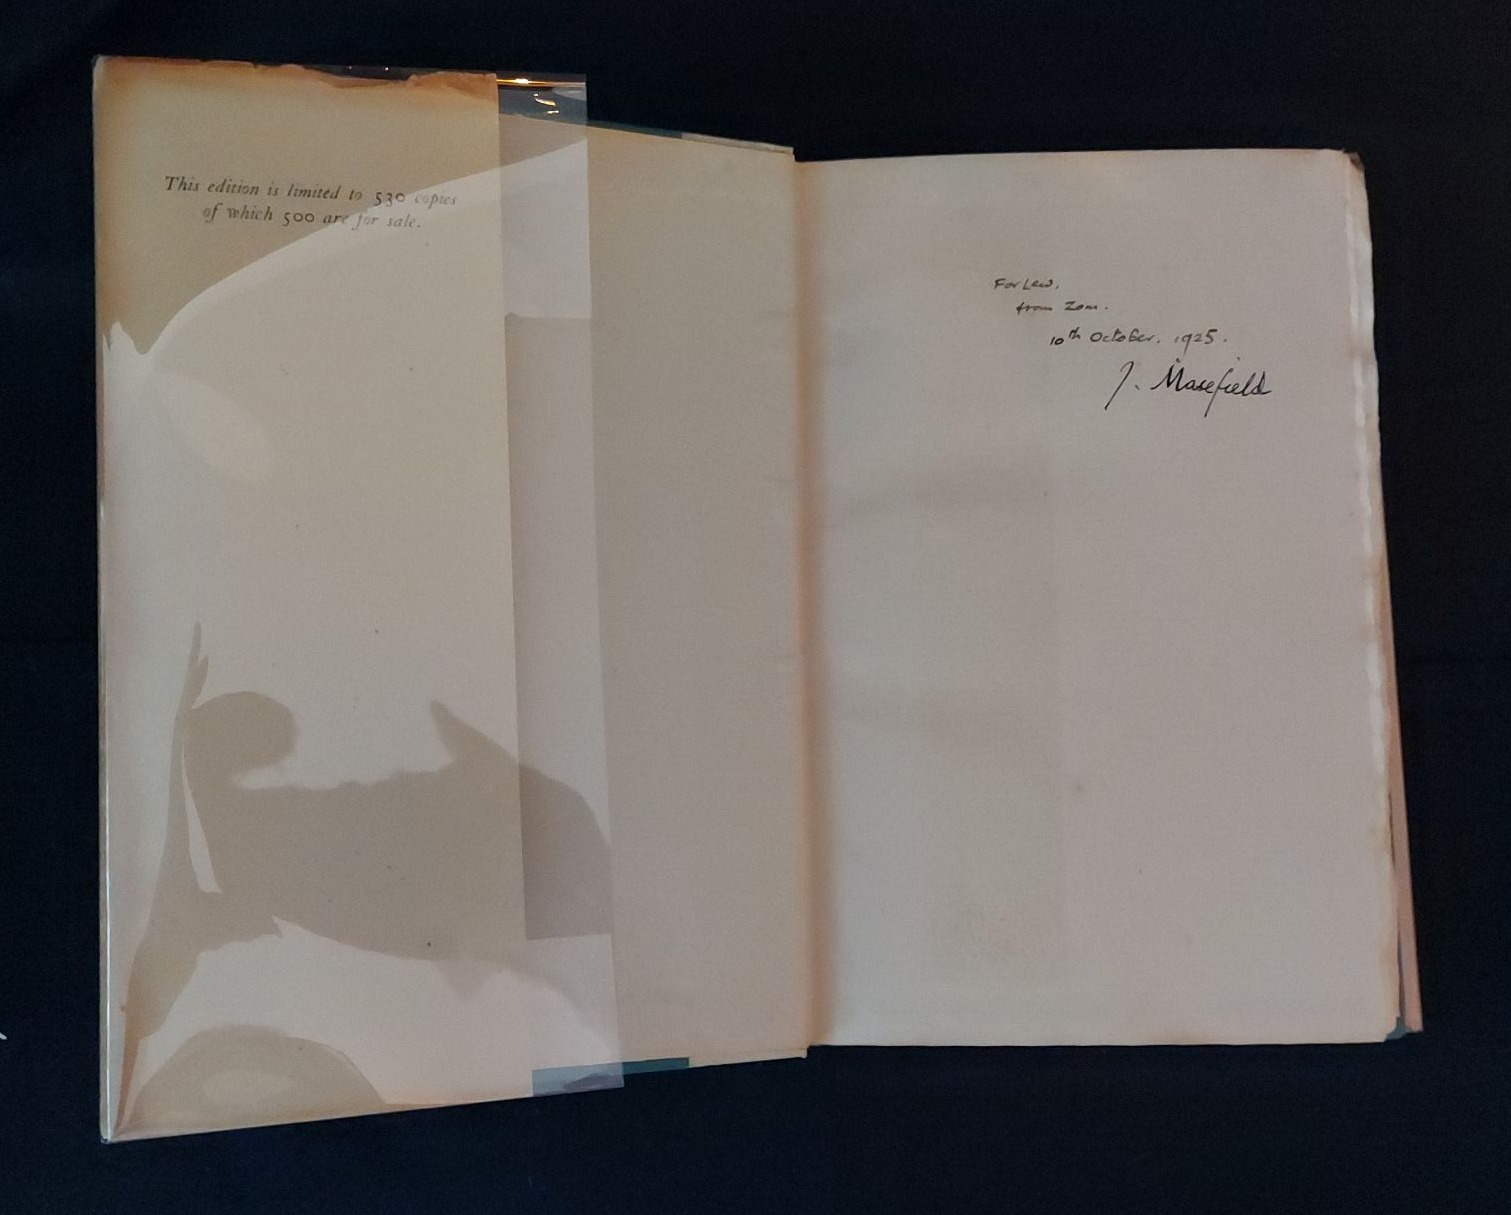 This edition is limited to 530 copies
of which 500 are for sale.
For Lew,
from Zom.
10th October. 1925.
J. Masefield